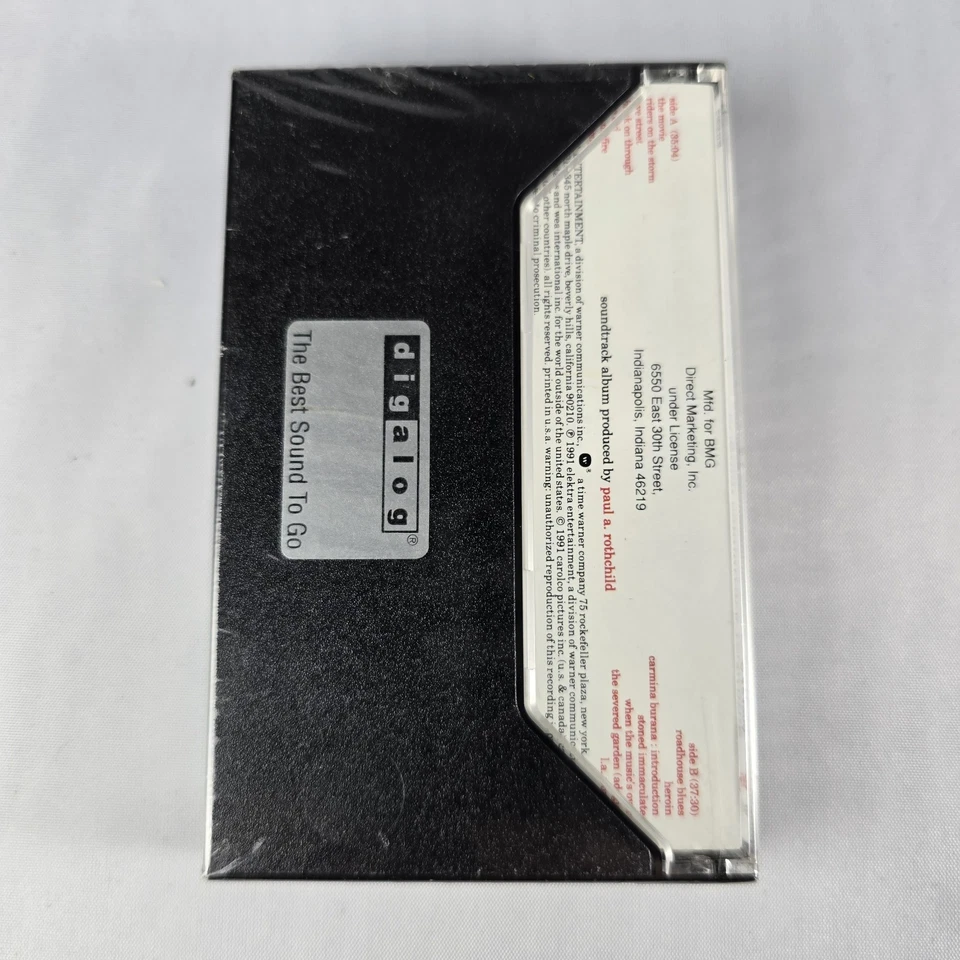 side A (35:04)
the movie
riders on the storm
street
on through
fire
Mfd. for BMG
Direct Marketing, Inc.
under License
6550 East 30th Street,
Indianapolis, Indiana 46219
side B (37:30)
roadhouse blues
heroin
carmina burana : introduction
stoned immaculate
when the music's
the severed garden
soundtrack album produced by paul a. rothchild
a division of warner communications inc., a time warner company 75 rockefeller plaza, new york
north maple drive, beverly hills, california 90210. ℗ 1991 elektra entertainment, a division of warner
and wea international inc. for the world outside of the united states. © 1991 carolco pictures inc. (u.s. & canada
other countries). all rights reserved. printed in u.s.a. warning: unauthorized reproduction of this recording
criminal prosecution.
digalog®
The Best Sound To Go